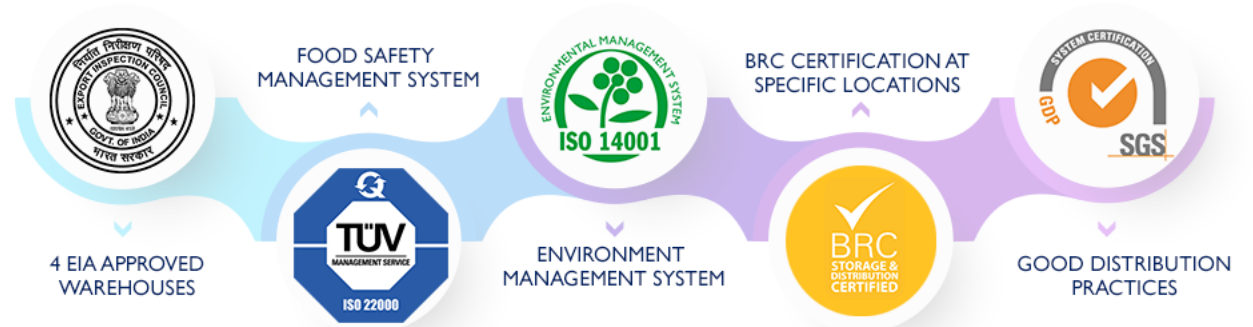 निर्यात निरीक्षण परिषद
EXPORT INSPECTION COUNCIL
GOVT. OF INDIA
भारत सरकार
4 EIA APPROVED
WAREHOUSES
FOOD SAFETY
MANAGEMENT SYSTEM
TÜV
MANAGEMENT SERVICE
ISO 22000
ENVIRONMENTAL MANAGEMENT SYSTEM
ISO 14001
ENVIRONMENT
MANAGEMENT SYSTEM
BRC CERTIFICATION AT
SPECIFIC LOCATIONS
BRC
STORAGE &
DISTRIBUTION
CERTIFIED
SYSTEM CERTIFICATION
GDP
SGS
GOOD DISTRIBUTION
PRACTICES